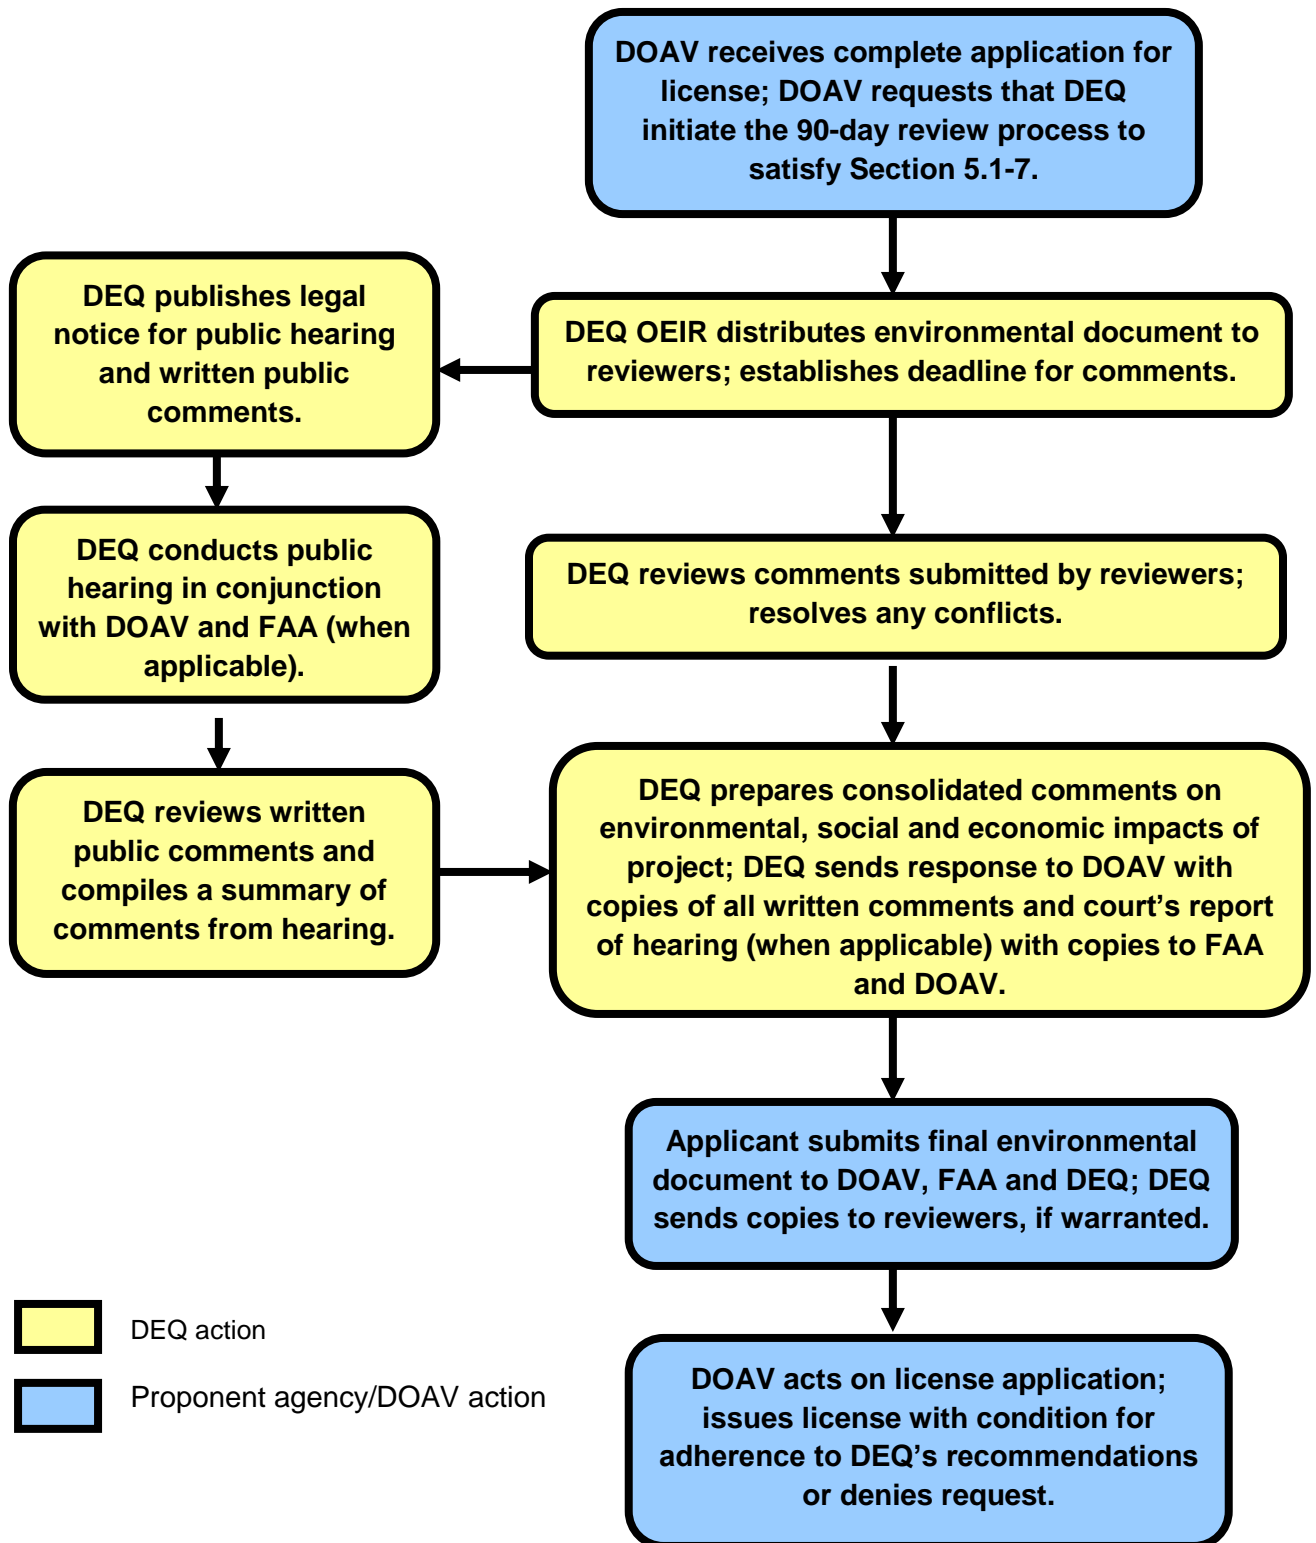 DOAV receives complete application for
license; DOAV requests that DEQ
initiate the 90-day review process to
satisfy Section 5.1-7.
DEQ publishes legal
notice for public hearing
and written public
comments.
DEQ OEIR distributes environmental document to
reviewers; establishes deadline for comments.
DEQ conducts public
hearing in conjunction
with DOAV and FAA (when
applicable).
DEQ reviews comments submitted by reviewers;
resolves any conflicts.
DEQ reviews written
public comments and
compiles a summary of
comments from hearing.
DEQ prepares consolidated comments on
environmental, social and economic impacts of
project; DEQ sends response to DOAV with
copies of all written comments and court’s report
of hearing (when applicable) with copies to FAA
and DOAV.
Applicant submits final environmental
document to DOAV, FAA and DEQ; DEQ
sends copies to reviewers, if warranted.
DEQ action
Proponent agency/DOAV action
DOAV acts on license application;
issues license with condition for
adherence to DEQ’s recommendations
or denies request.